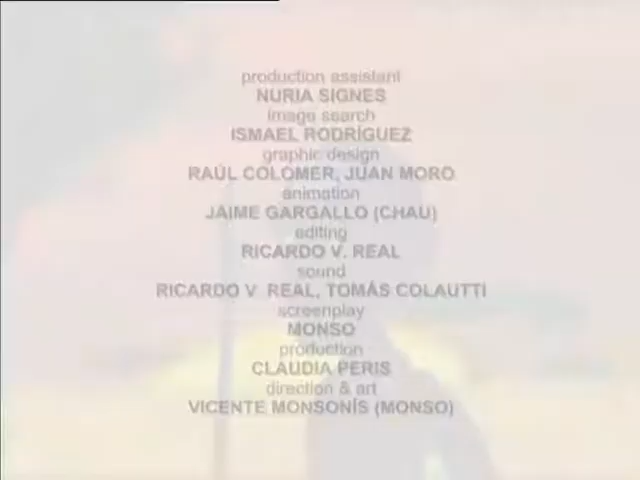 production assistant
NURIA SIGNES
image search
ISMAEL RODRÍGUEZ
graphic design
RAÚL COLOMER, JUAN MORO
animation
JAIME GARGALLO (CHAU)
editing
RICARDO V. REAL
sound
RICARDO V. REAL, TOMÁS COLAUTTI
screenplay
MONSO
production
CLAUDIA PERIS
direction & art
VICENTE MONSONÍS (MONSO)